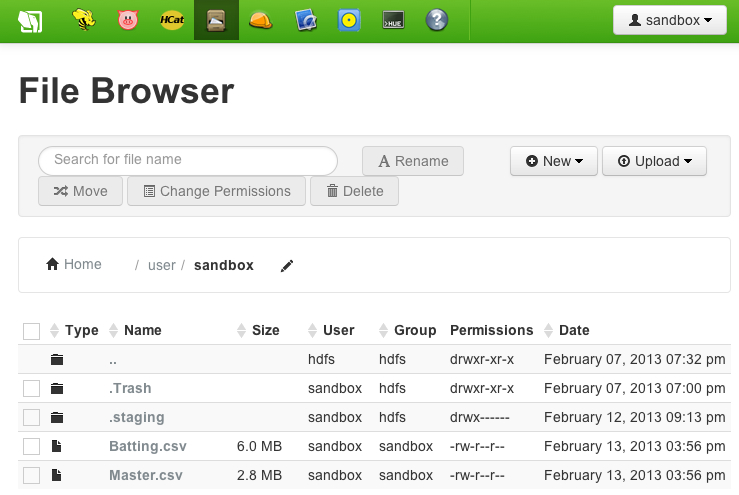 HCat HUE ? sandbox
File Browser
Search for file name A Rename New Upload
Move Change Permissions Delete
Home / user / sandbox
Type Name Size User Group Permissions Date
.. hdfs hdfs drwxr-xr-x February 07, 2013 07:32 pm
.Trash sandbox hdfs drwxr-xr-x February 07, 2013 07:00 pm
.staging sandbox hdfs drwx------ February 12, 2013 09:13 pm
Batting.csv 6.0 MB sandbox sandbox -rw-r--r-- February 13, 2013 03:56 pm
Master.csv 2.8 MB sandbox sandbox -rw-r--r-- February 13, 2013 03:56 pm